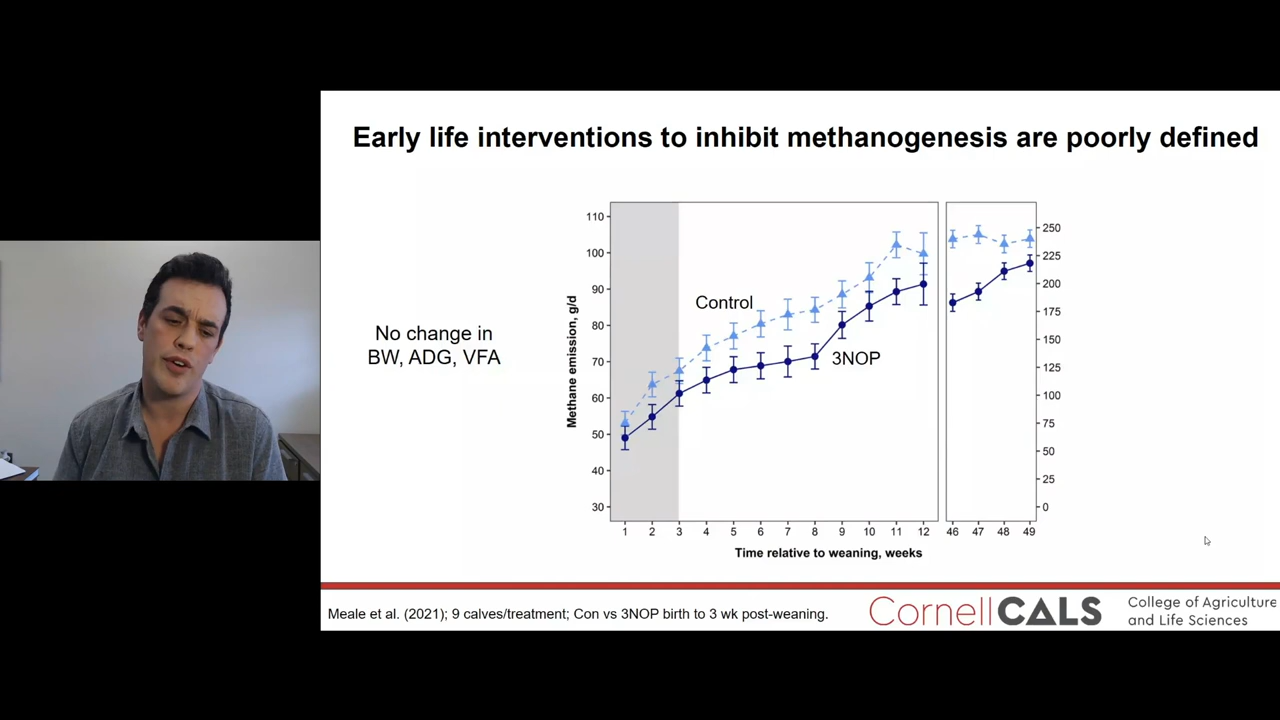 Early life interventions to inhibit methanogenesis are poorly defined
No change in
BW, ADG, VFA
Methane emission, g/d
110
100
90
80
70
60
50
40
30
Control
3NOP
250
225
200
175
150
125
100
75
50
25
0
1 2 3 4 5 6 7 8 9 10 11 12 46 47 48 49
Time relative to weaning, weeks
Meale et al. (2021); 9 calves/treatment; Con vs 3NOP birth to 3 wk post-weaning.
CornellCALS
College of Agriculture
and Life Sciences